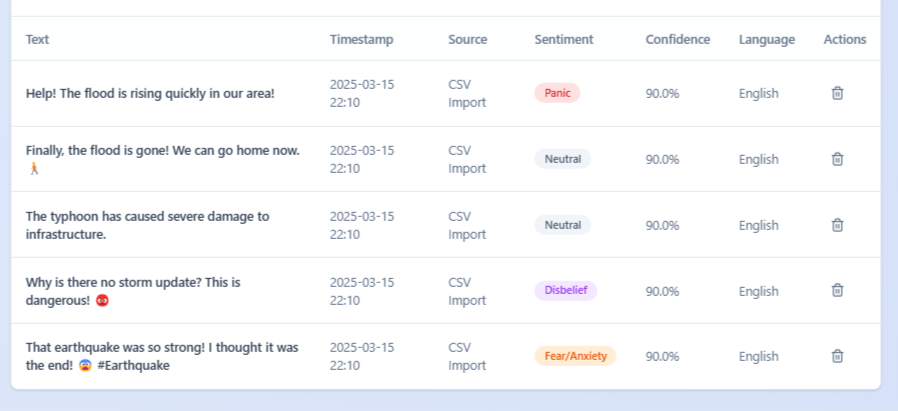 Text Timestamp Source Sentiment Confidence Language Actions
Help! The flood is rising quickly in our area! 2025-03-15 22:10 CSV Import Panic 90.0% English
Finally, the flood is gone! We can go home now. 🚶 2025-03-15 22:10 CSV Import Neutral 90.0% English
The typhoon has caused severe damage to infrastructure. 2025-03-15 22:10 CSV Import Neutral 90.0% English
Why is there no storm update? This is dangerous! 😡 2025-03-15 22:10 CSV Import Disbelief 90.0% English
That earthquake was so strong! I thought it was the end! 😨 #Earthquake 2025-03-15 22:10 CSV Import Fear/Anxiety 90.0% English